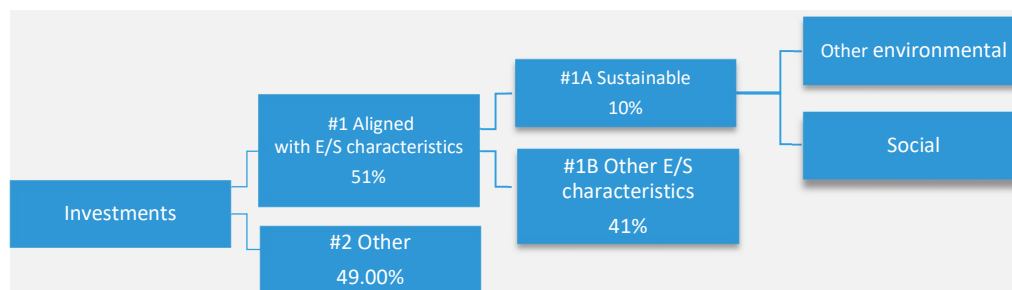 Investments
#1 Aligned
with E/S characteristics
51%
#2 Other
49.00%
#1A Sustainable
10%
#1B Other E/S
characteristics
41%
Other environmental
Social